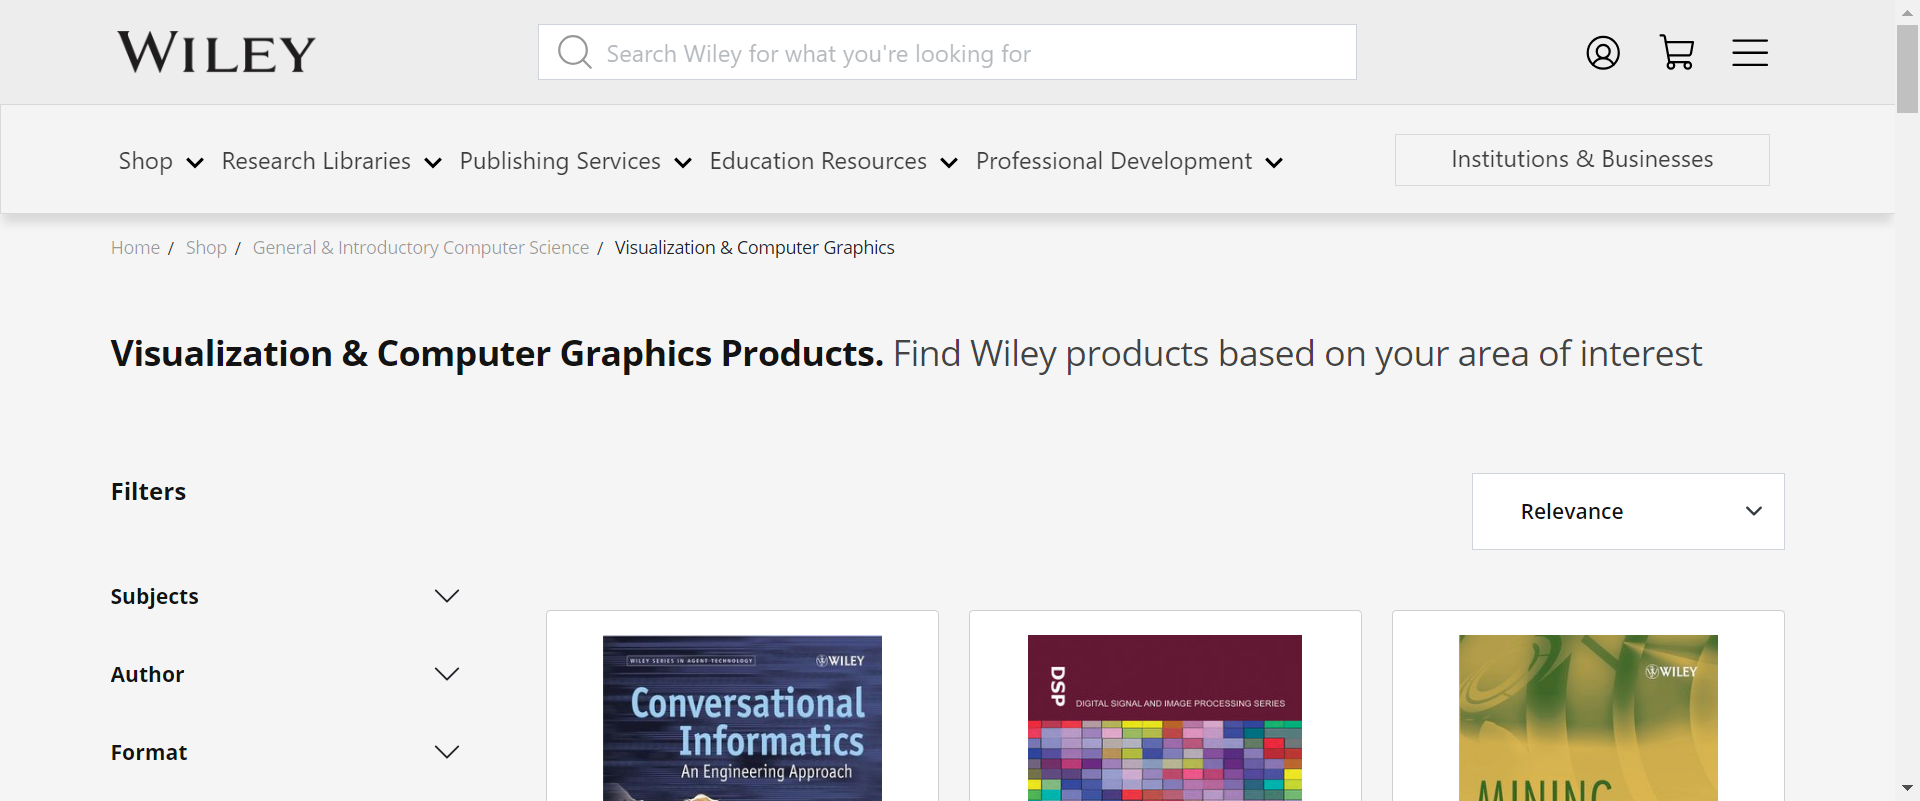 WILEY
Search Wiley for what you're looking for
Shop Research Libraries Publishing Services Education Resources Professional Development Institutions & Businesses
Home / Shop / General & Introductory Computer Science / Visualization & Computer Graphics
Visualization & Computer Graphics Products. Find Wiley products based on your area of interest
Filters
Relevance
Subjects
Author
Format
WILEY SERIES IN AGENT TECHNOLOGY WILEY
Conversational
Informatics
An Engineering Approach
DSP
DIGITAL SIGNAL AND IMAGE PROCESSING SERIES
WILEY
MINING